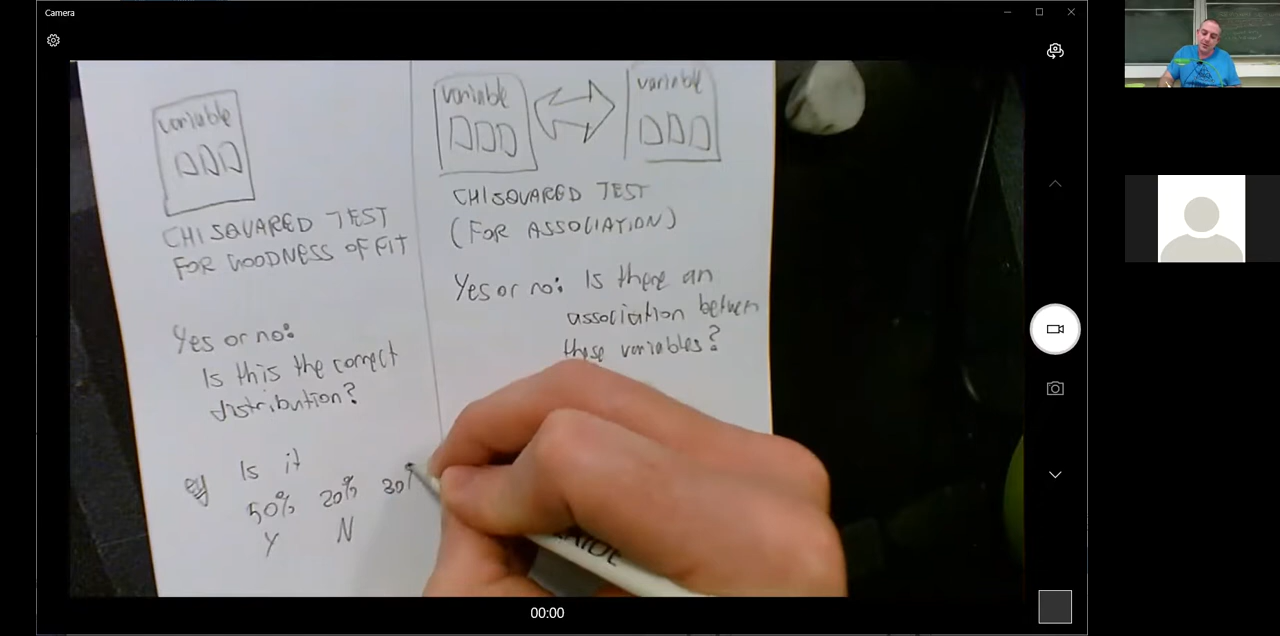 Camera
variable
CHI SQUARED TEST
FOR GOODNESS OF FIT
Yes or no:
Is this the correct
distribution?
eg Is it
50% 20% 30%
Y N
variable variable
CHI SQUARED TEST
(FOR ASSOCIATION)
Yes or no: Is there an
association between
these variables?
00:00